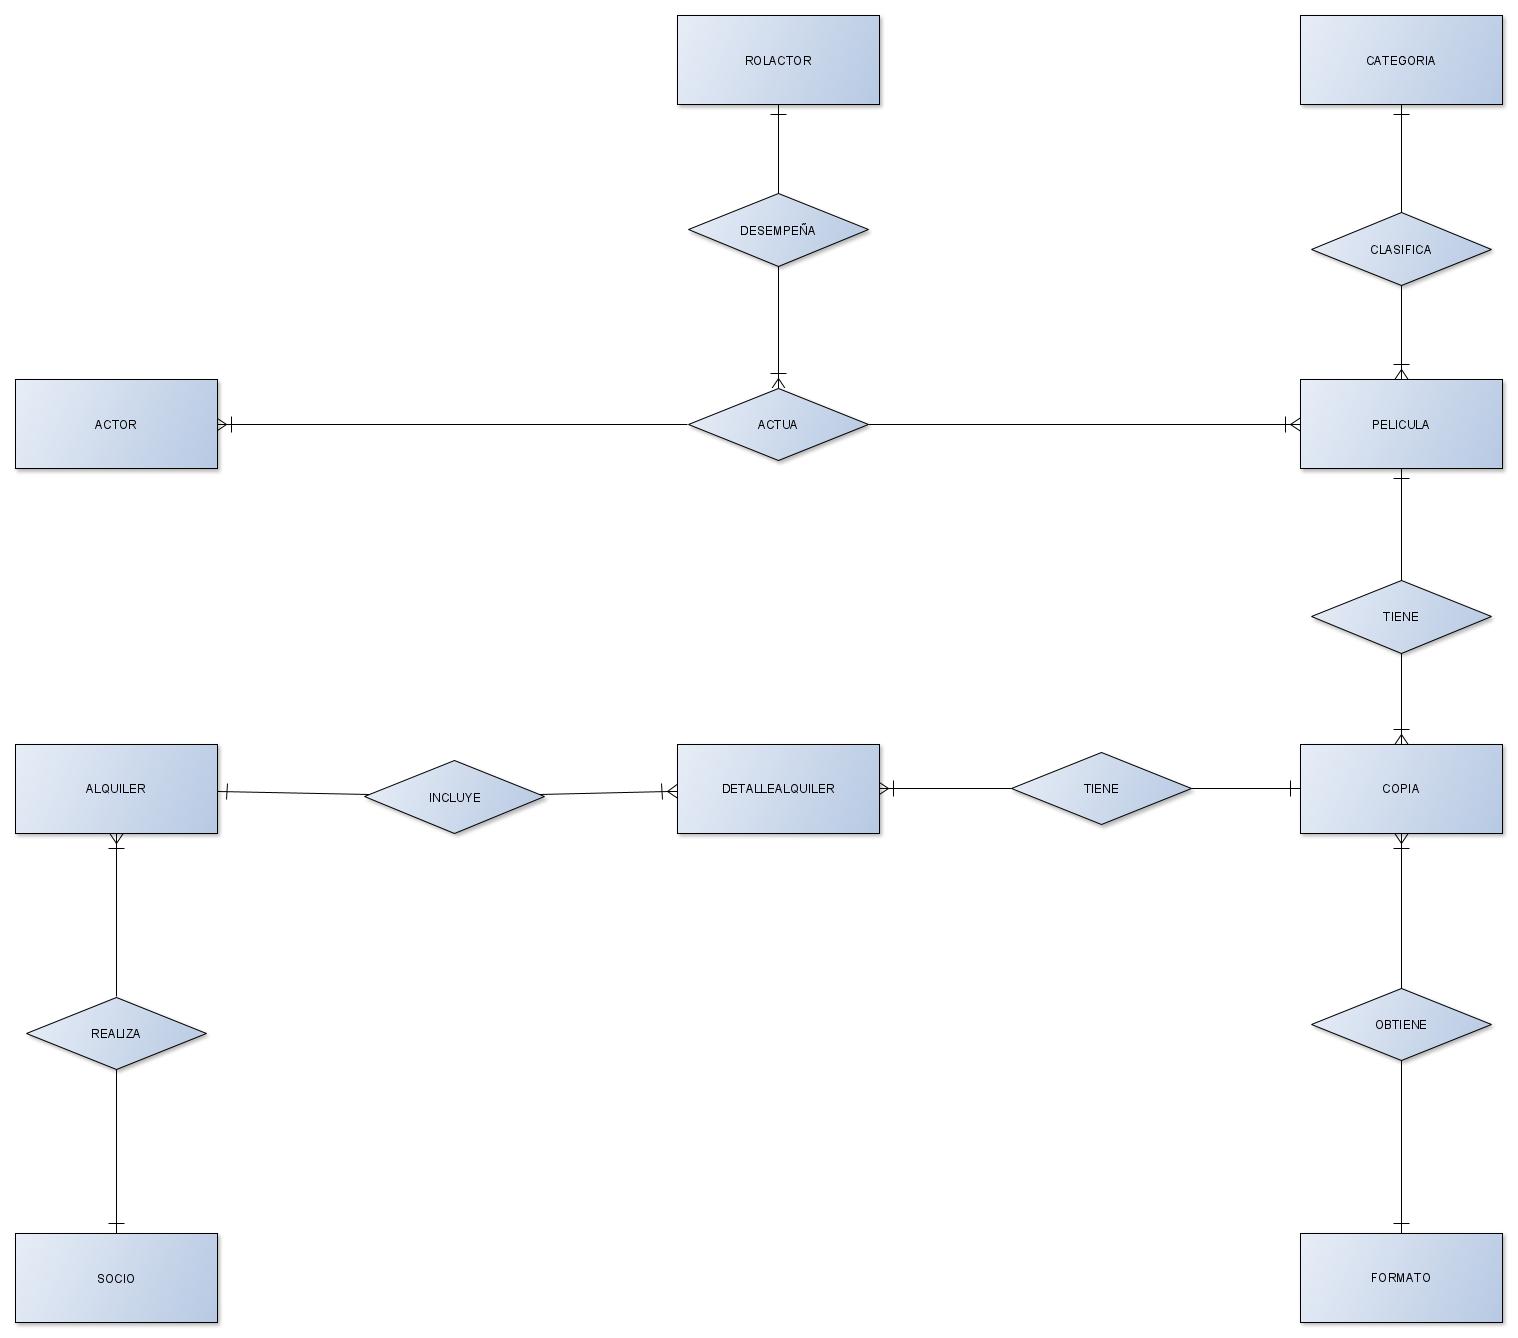 ROLACTOR
CATEGORIA
DESEMPEÑA
CLASIFICA
ACTOR
ACTUA
PELICULA
TIENE
ALQUILER
INCLUYE
DETALLEALQUILER
TIENE
COPIA
REALIZA
OBTIENE
SOCIO
FORMATO